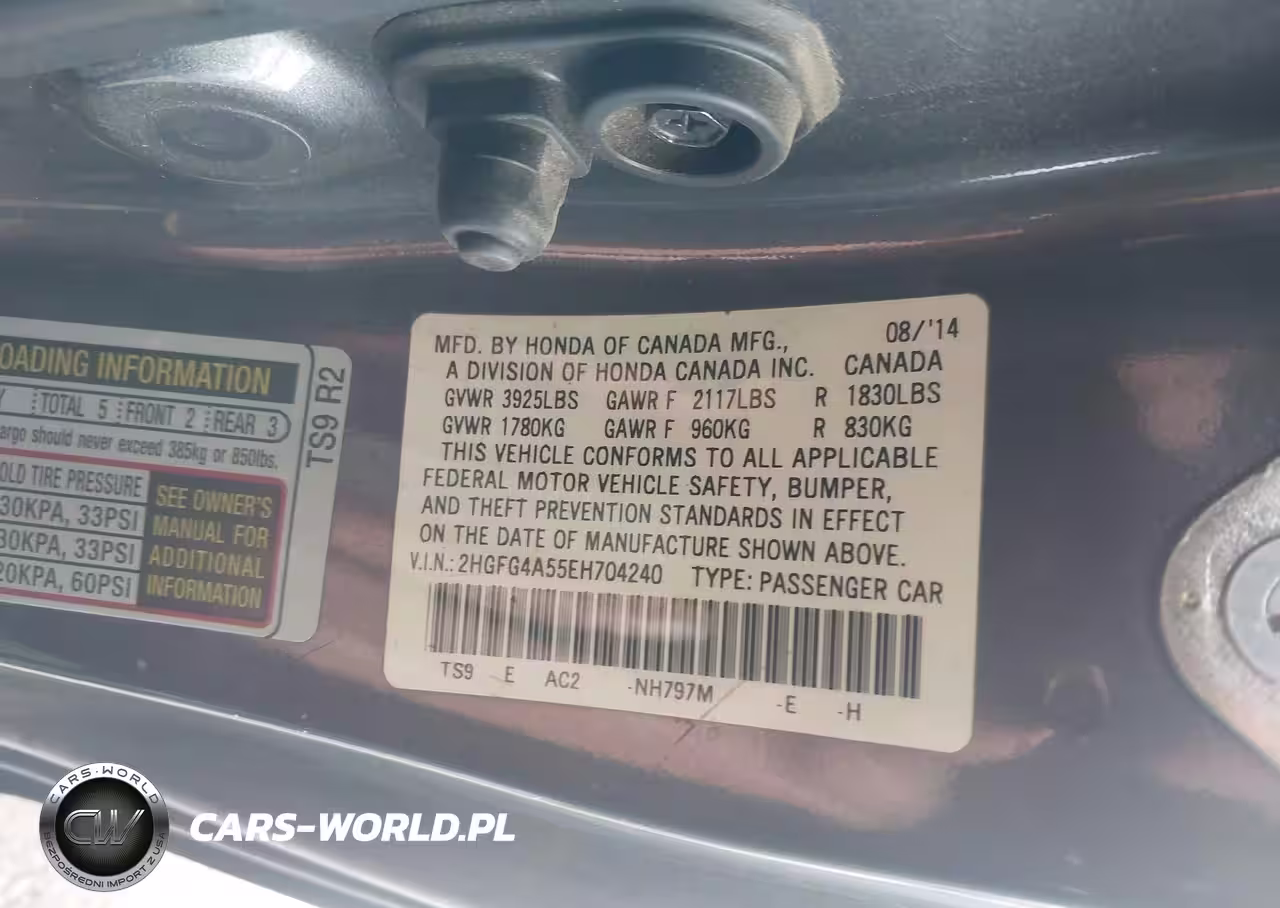 OADING INFORMATION
TOTAL 5 FRONT 2 REAR 3
argo should never exceed 385kg or 850lbs.
OLD TIRE PRESSURE
30KPA, 33PSI
30KPA, 33PSI
20KPA, 60PSI
SEE OWNER'S
MANUAL FOR
ADDITIONAL
INFORMATION
TS9 R2
MFD. BY HONDA OF CANADA MFG., 08/'14
A DIVISION OF HONDA CANADA INC. CANADA
GVWR 3925LBS GAWR F 2117LBS R 1830LBS
GVWR 1780KG GAWR F 960KG R 830KG
THIS VEHICLE CONFORMS TO ALL APPLICABLE
FEDERAL MOTOR VEHICLE SAFETY, BUMPER,
AND THEFT PREVENTION STANDARDS IN EFFECT
ON THE DATE OF MANUFACTURE SHOWN ABOVE.
V.I.N.: 2HGFG4A55EH704240 TYPE: PASSENGER CAR
TS9 E AC2 -NH797M -E -H
CARS-WORLD
CW
BEZPOŚREDNI IMPORT Z USA
CARS-WORLD.PL